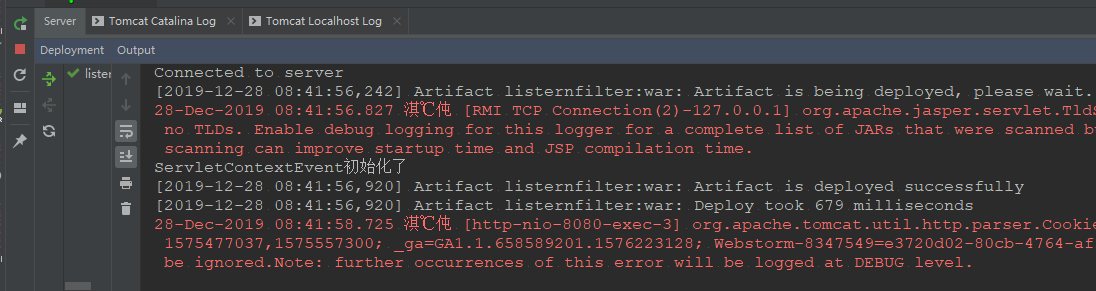 Server Tomcat Catalina Log Tomcat Localhost Log
Deployment Output
lister
Connected to server
[2019-12-28 08:41:56,242] Artifact listernfilter:war: Artifact is being deployed, please wait.
28-Dec-2019 08:41:56.827 淇℃伅 [RMI TCP Connection(2)-127.0.0.1] org.apache.jasper.servlet.TldS
no TLDs. Enable debug logging for this logger for a complete list of JARs that were scanned b
scanning can improve startup time and JSP compilation time.
ServletContextEvent初始化了
[2019-12-28 08:41:56,920] Artifact listernfilter:war: Artifact is deployed successfully
[2019-12-28 08:41:56,920] Artifact listernfilter:war: Deploy took 679 milliseconds
28-Dec-2019 08:41:58.725 淇℃伅 [http-nio-8080-exec-3] org.apache.tomcat.util.http.parser.Cookie
1575477037,1575557300; _ga=GA1.1.658589201.1576223128; Webstorm-8347549=e3720d02-80cb-4764-af
be ignored.Note: further occurrences of this error will be logged at DEBUG level.